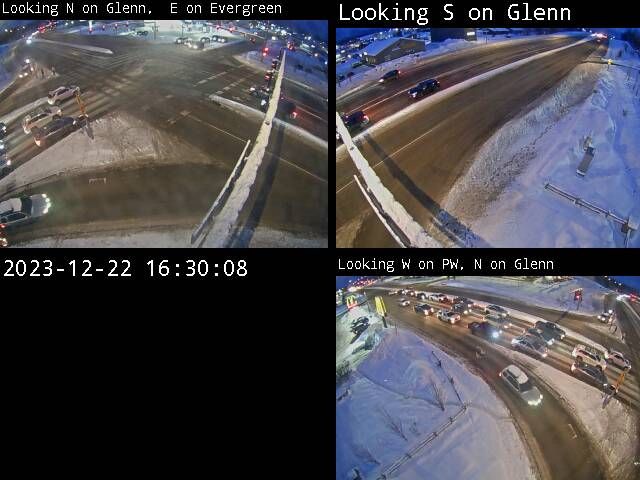 Looking N on Glenn, E on Evergreen
Looking S on Glenn
2023-12-22 16:30:08
Looking W on PW, N on Glenn